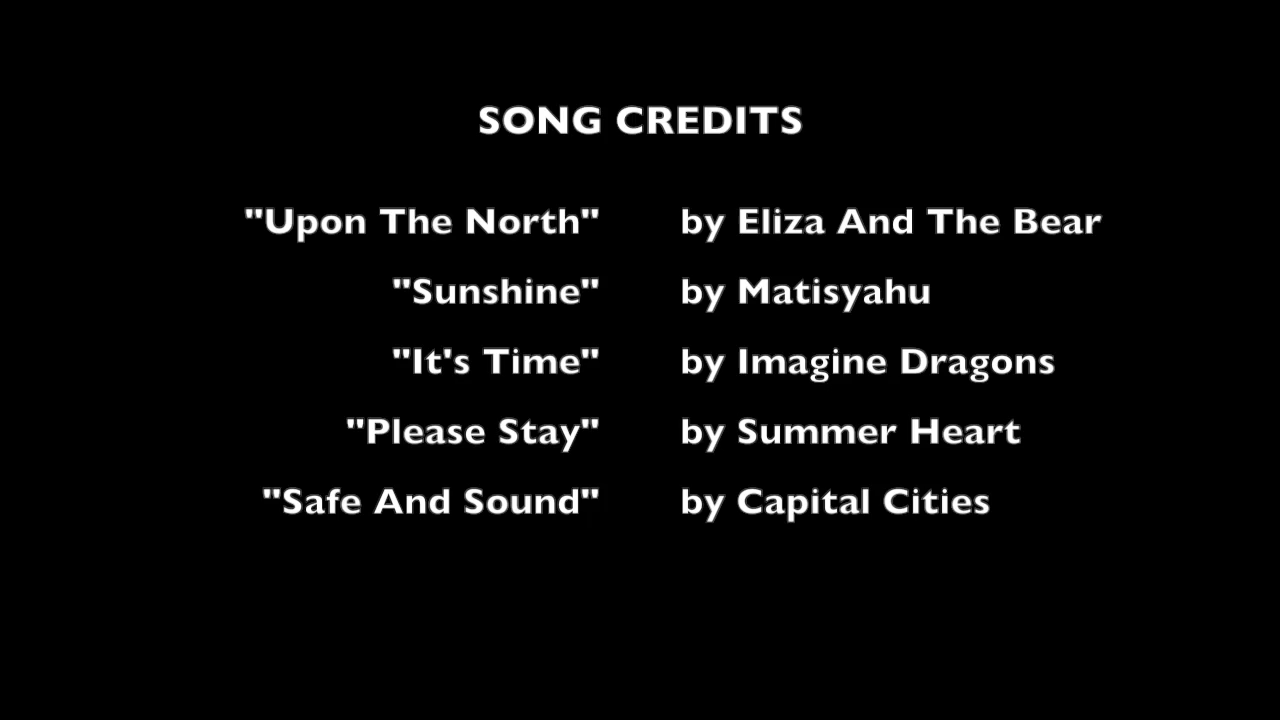 SONG CREDITS
"Upon The North" by Eliza And The Bear
"Sunshine" by Matisyahu
"It's Time" by Imagine Dragons
"Please Stay" by Summer Heart
"Safe And Sound" by Capital Cities